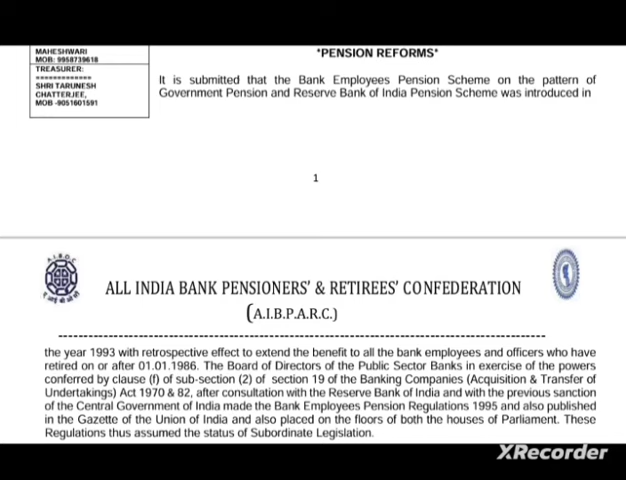 MAHESHWARI
MOB: 9958739618
TREASURER:
-------------
SHRI TARUNESH
CHATTERJEE,
MOB -9051601591
*PENSION REFORMS*
It is submitted that the Bank Employees Pension Scheme on the pattern of
Government Pension and Reserve Bank of India Pension Scheme was introduced in
1
A.I.B.O.C
ALL INDIA BANK PENSIONERS' & RETIREES' CONFEDERATION
(A.I.B.P.A.R.C.)
--------------------------------------------------------------------------------------------
the year 1993 with retrospective effect to extend the benefit to all the bank employees and officers who have
retired on or after 01.01.1986. The Board of Directors of the Public Sector Banks in exercise of the powers
conferred by clause (f) of sub-section (2) of section 19 of the Banking Companies (Acquisition & Transfer of
Undertakings) Act 1970 & 82, after consultation with the Reserve Bank of India and with the previous sanction
of the Central Government of India made the Bank Employees Pension Regulations 1995 and also published
in the Gazette of the Union of India and also placed on the floors of both the houses of Parliament. These
Regulations thus assumed the status of Subordinate Legislation.
XRecorder